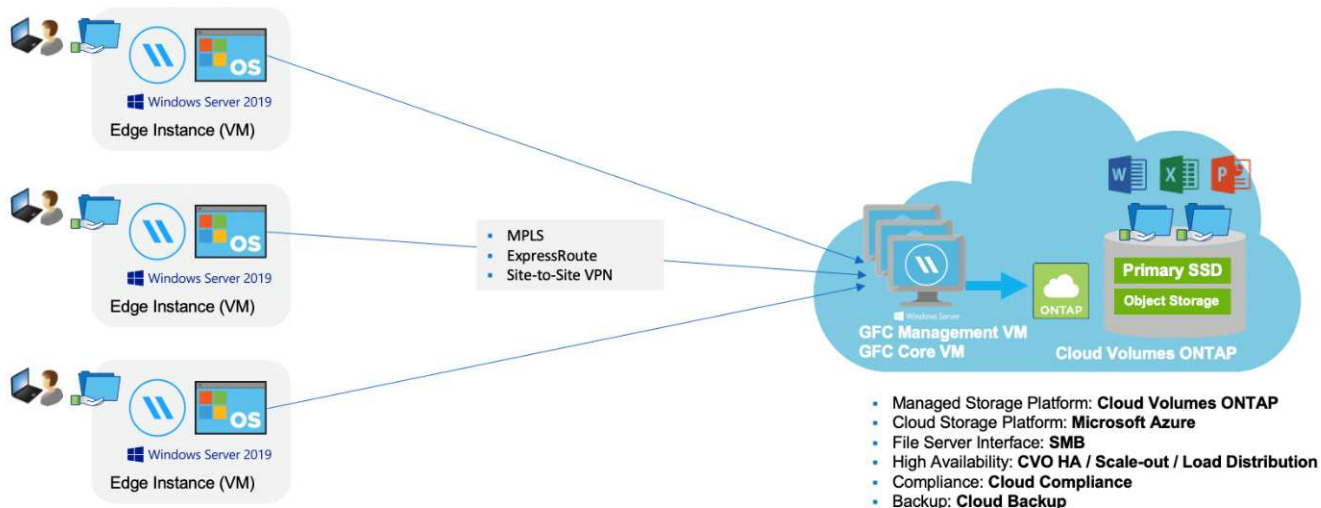 OS
Windows Server 2019
Edge Instance (VM)
OS
Windows Server 2019
Edge Instance (VM)
OS
Windows Server 2019
Edge Instance (VM)
▪ MPLS
▪ ExpressRoute
▪ Site-to-Site VPN
W
X
P
Windows Server
GFC Management VM
GFC Core VM
ONTAP
Primary SSD
Object Storage
Cloud Volumes ONTAP
▪ Managed Storage Platform: Cloud Volumes ONTAP
▪ Cloud Storage Platform: Microsoft Azure
▪ File Server Interface: SMB
▪ High Availability: CVO HA / Scale-out / Load Distribution
▪ Compliance: Cloud Compliance
▪ Backup: Cloud Backup